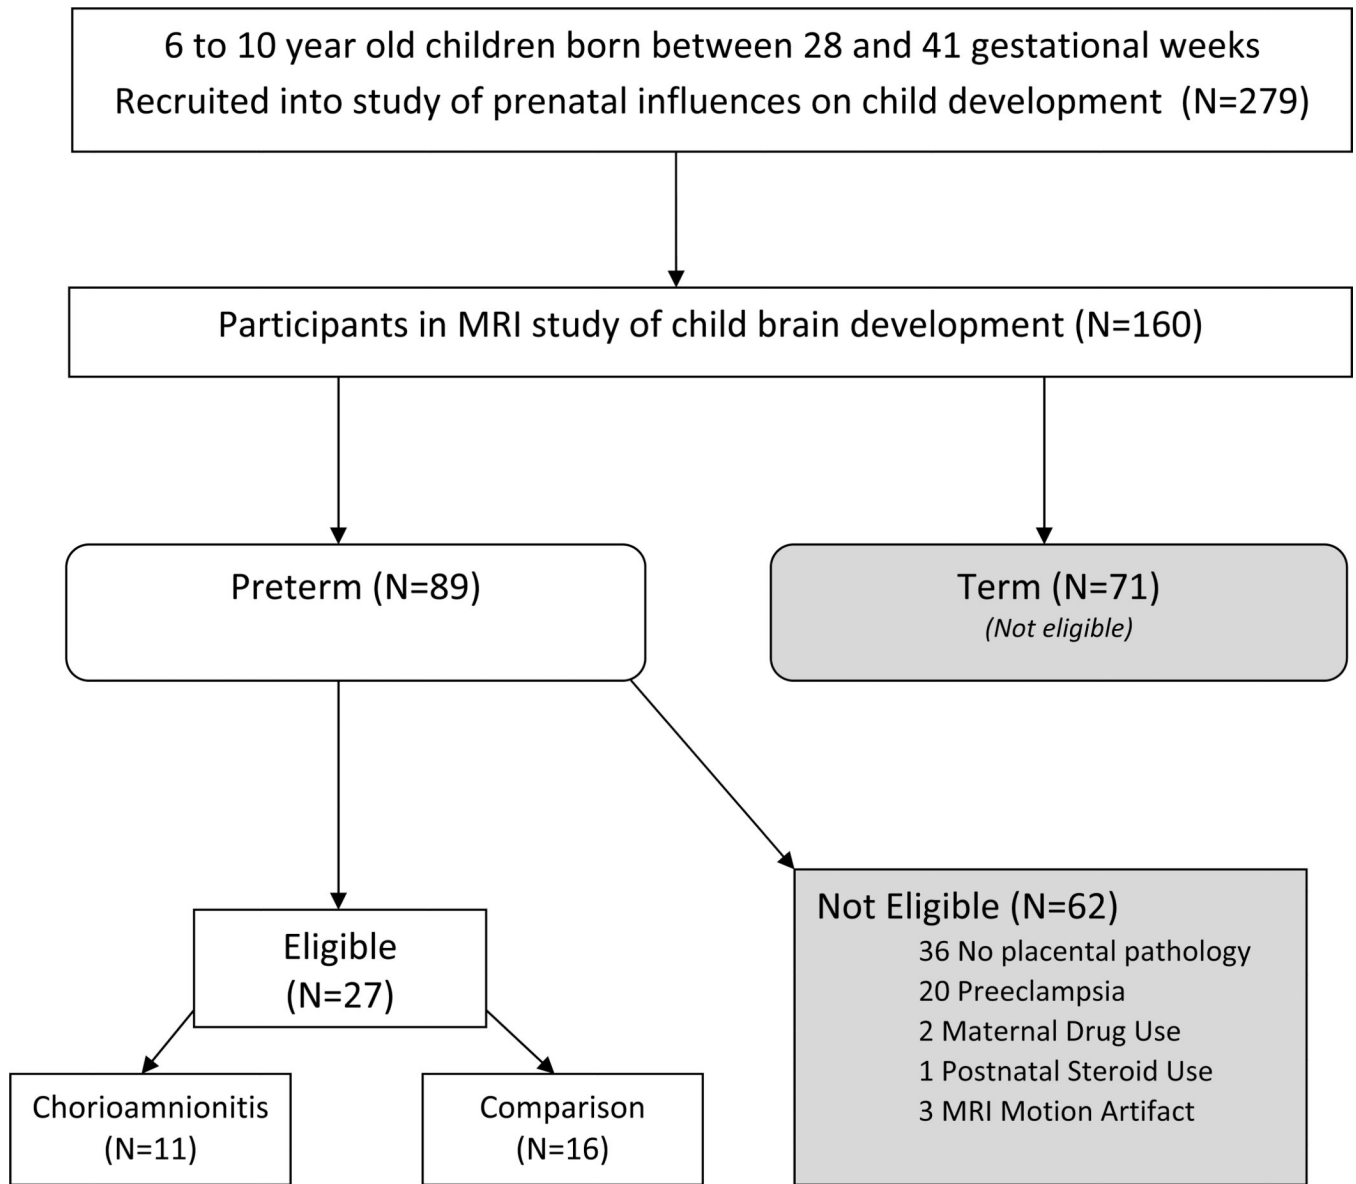 6 to 10 year old children born between 28 and 41 gestational weeks
Recruited into study of prenatal influences on child development (N=279)
Participants in MRI study of child brain development (N=160)
Preterm (N=89)
Term (N=71)
(Not eligible)
Eligible
(N=27)
Not Eligible (N=62)
36 No placental pathology
20 Preeclampsia
2 Maternal Drug Use
1 Postnatal Steroid Use
3 MRI Motion Artifact
Chorioamnionitis
(N=11)
Comparison
(N=16)